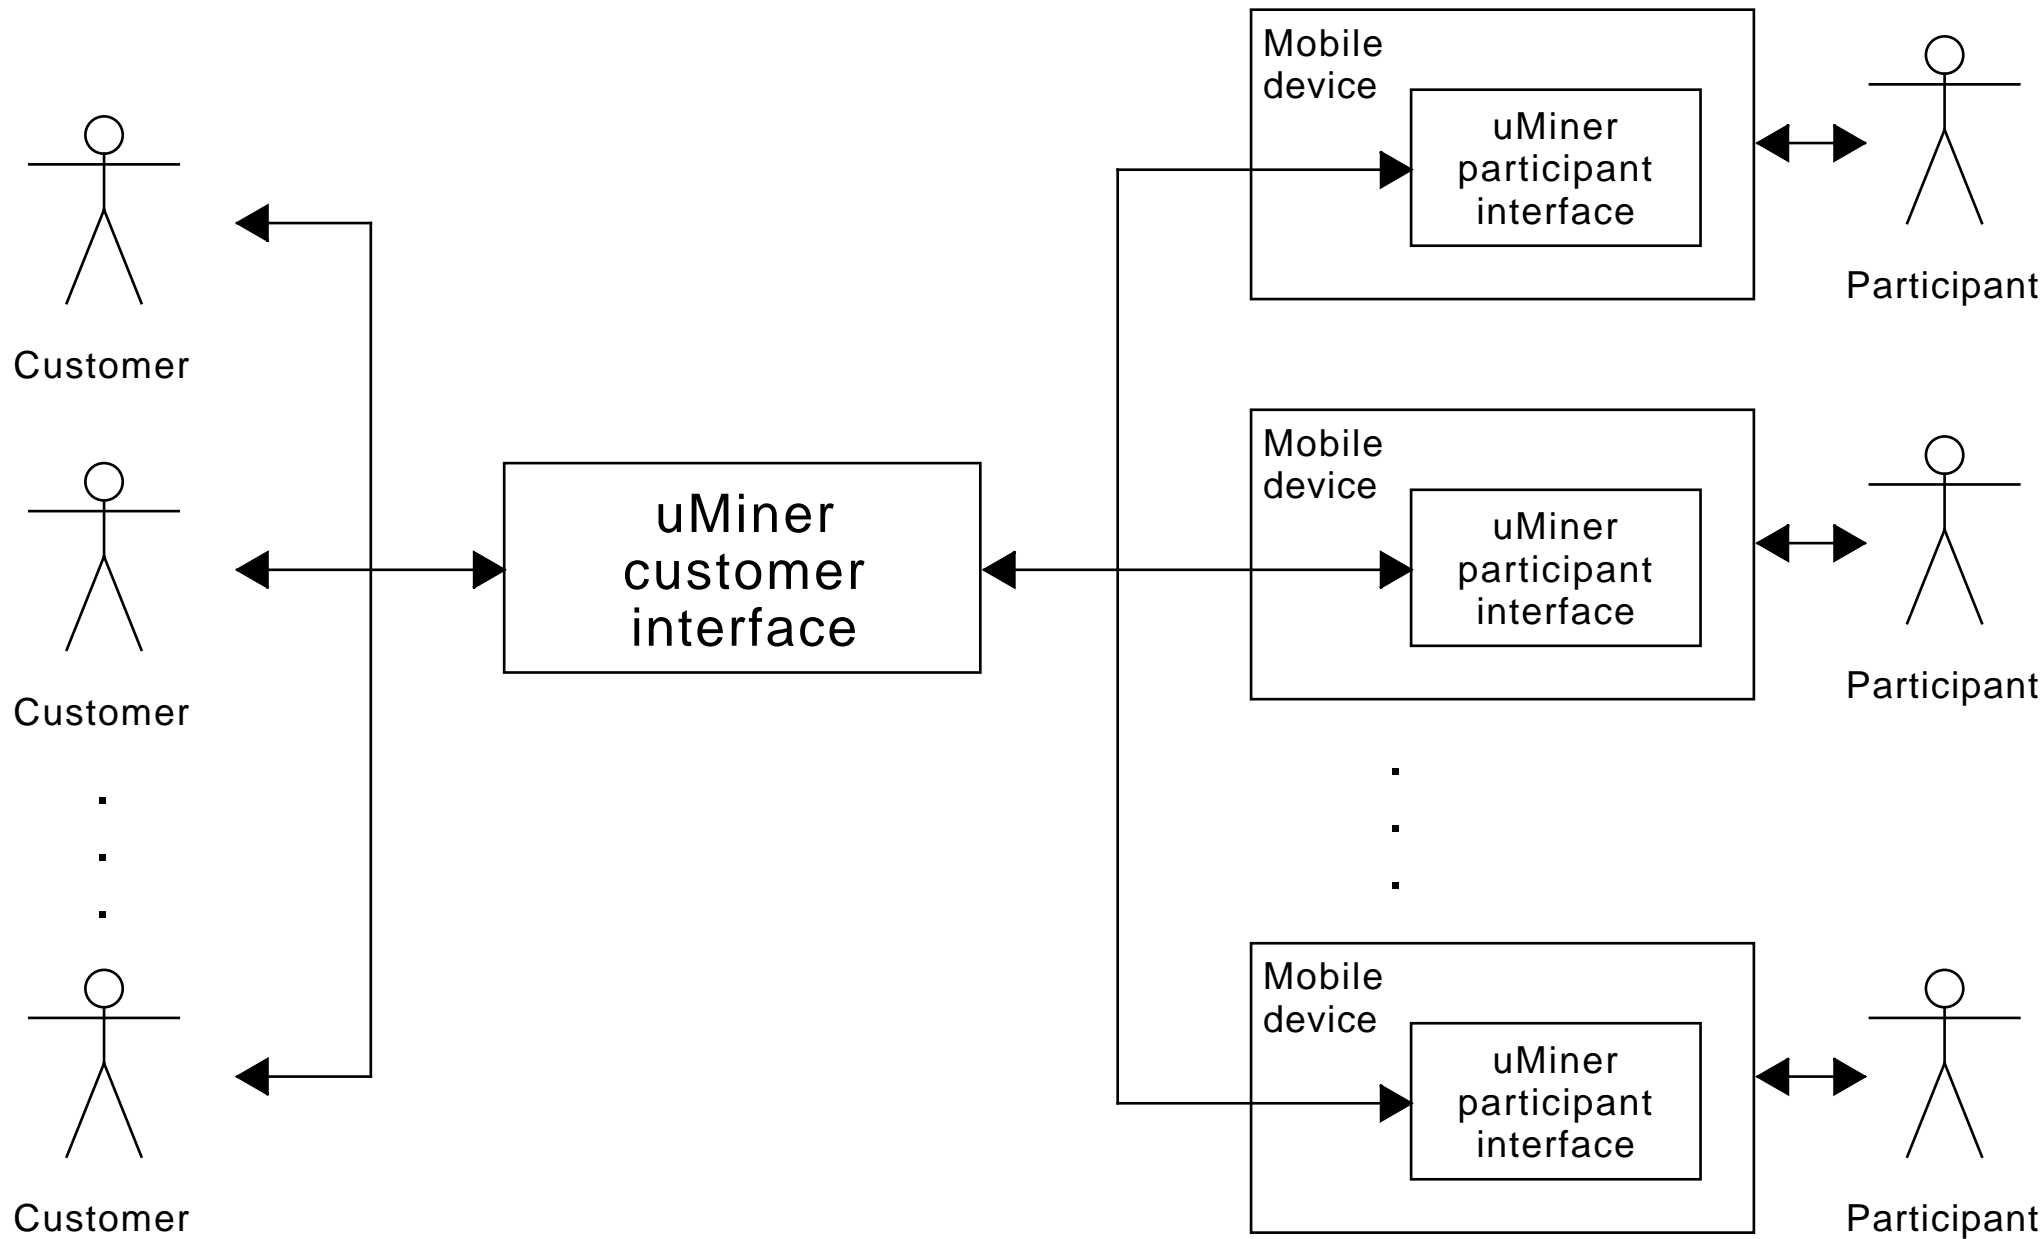 Mobile
device
uMiner
participant
interface
Participant
Customer
Mobile
device
uMiner
participant
interface
Participant
uMiner
customer
interface
Customer
.
.
.
.
.
.
Mobile
device
uMiner
participant
interface
Participant
Customer